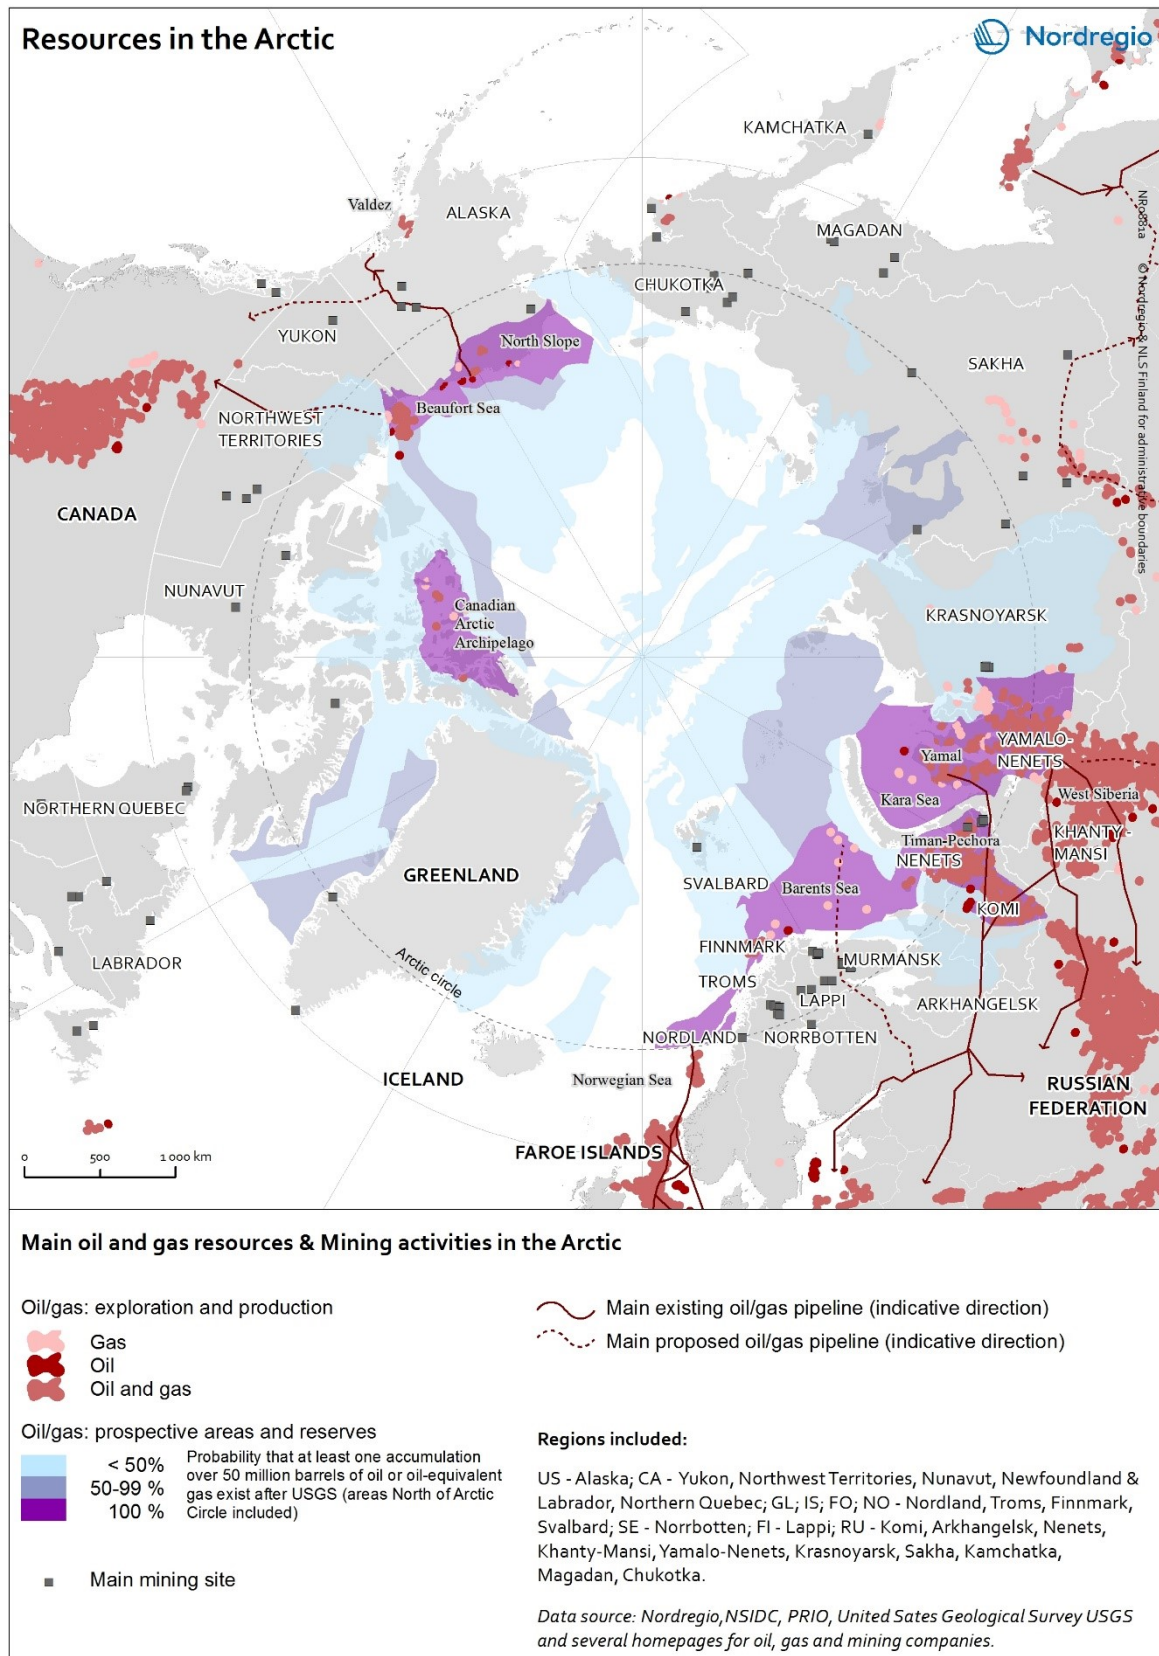 Resources in the Arctic
Nordregio
KAMCHATKA
Valdez
ALASKA
MAGADAN
CHUKOTKA
NR0881a © Nordregio & NLS Finland for administrative boundaries
YUKON
North Slope
SAKHA
Beaufort Sea
NORTHWEST
TERRITORIES
CANADA
NUNAVUT
Canadian
Arctic
Archipelago
KRASNOYARSK
YAMALO-
NENETS
Yamal
Kara Sea
West Siberia
NORTHERN QUEBEC
Timan-Pechora
KHANTY-
MANSI
NENETS
GREENLAND
SVALBARD
Barents Sea
KOMI
FINNMARK
MURMANSK
LABRADOR
Arctic circle
TROMS
LAPPI
ARKHANGELSK
NORDLAND
NORRBOTTEN
ICELAND
Norwegian Sea
RUSSIAN
FEDERATION
FAROE ISLANDS
0 500 1 000 km
Main oil and gas resources & Mining activities in the Arctic
Oil/gas: exploration and production
Gas
Oil
Oil and gas
Main existing oil/gas pipeline (indicative direction)
Main proposed oil/gas pipeline (indicative direction)
Oil/gas: prospective areas and reserves
< 50%
50-99 %
100 %
Probability that at least one accumulation
over 50 million barrels of oil or oil-equivalent
gas exist after USGS (areas North of Arctic
Circle included)
Main mining site
Regions included:
US - Alaska; CA - Yukon, Northwest Territories, Nunavut, Newfoundland &
Labrador, Northern Quebec; GL; IS; FO; NO - Nordland, Troms, Finnmark,
Svalbard; SE - Norrbotten; FI - Lappi; RU - Komi, Arkhangelsk, Nenets,
Khanty-Mansi, Yamalo-Nenets, Krasnoyarsk, Sakha, Kamchatka,
Magadan, Chukotka.
Data source: Nordregio,NSIDC, PRIO, United Sates Geological Survey USGS
and several homepages for oil, gas and mining companies.